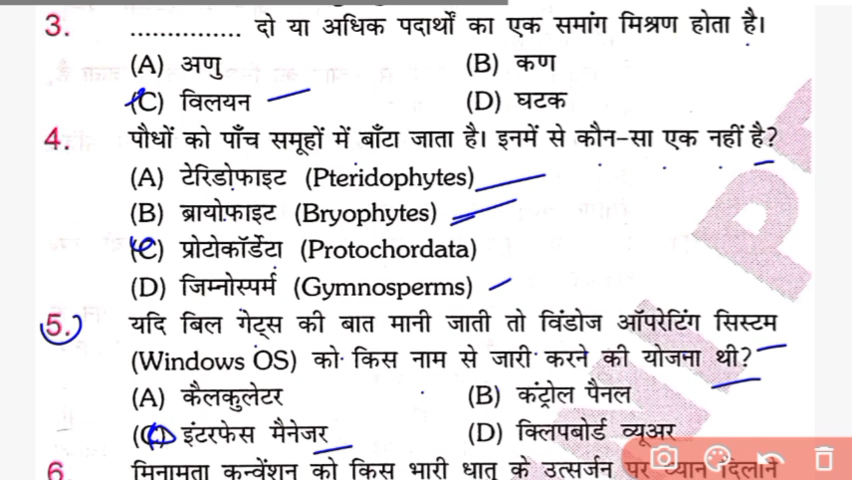 3. ............... दो या अधिक पदार्थों का एक समांग मिश्रण होता है।
(A) अणु (B) कण
(C) विलयन (D) घटक
4. पौधों को पाँच समूहों में बाँटा जाता है। इनमें से कौन-सा एक नहीं है?
(A) टेरिडोफाइट (Pteridophytes)
(B) ब्रायोफाइट (Bryophytes)
(C) प्रोटोकॉर्डेटा (Protochordata)
(D) जिम्नोस्पर्म (Gymnosperms)
5. यदि बिल गेट्स की बात मानी जाती तो विंडोज ऑपरेटिंग सिस्टम
(Windows OS) को किस नाम से जारी करने की योजना थी?
(A) कैलकुलेटर (B) कंट्रोल पैनल
(C) इंटरफेस मैनेजर (D) क्लिपबोर्ड व्यूअर
6. मिनामता कन्वेंशन को किस भारी धातु के उत्सर्जन पर ध्यान दिलाने